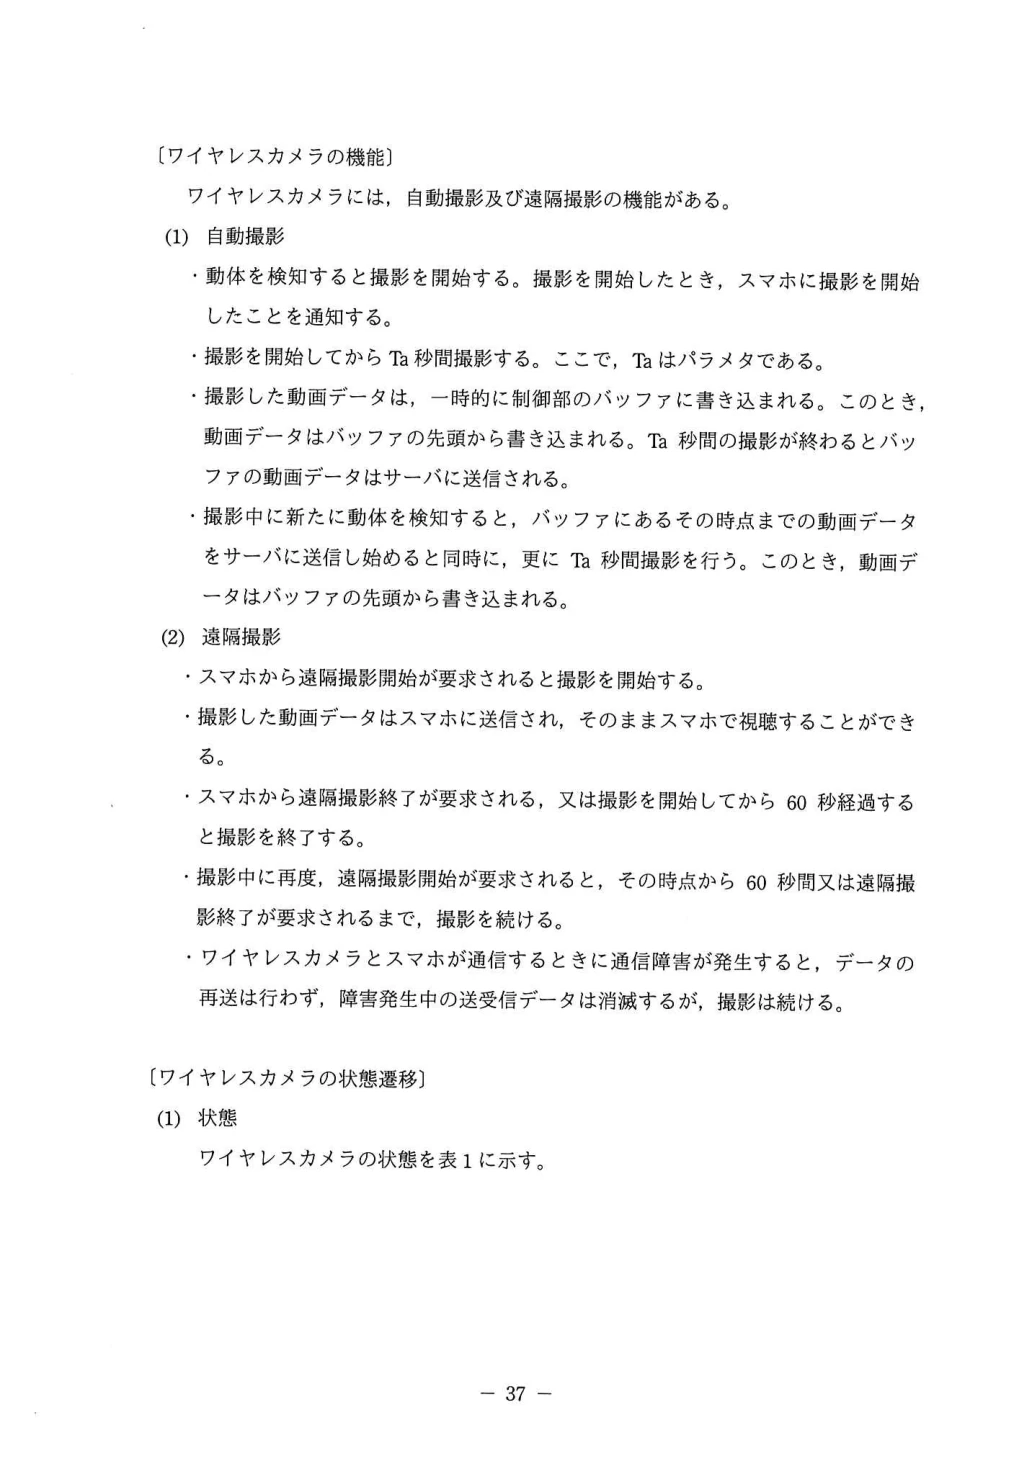 〔ワイヤレスカメラの機能〕
ワイヤレスカメラには，自動撮影及び遠隔撮影の機能がある。
(1) 自動撮影
・動体を検知すると撮影を開始する。撮影を開始したとき，スマホに撮影を開始
したことを通知する。
・撮影を開始してから Ta 秒間撮影する。ここで，Ta はパラメタである。
・撮影した動画データは，一時的に制御部のバッファに書き込まれる。このとき，
動画データはバッファの先頭から書き込まれる。Ta 秒間の撮影が終わるとバッ
ファの動画データはサーバに送信される。
・撮影中に新たに動体を検知すると，バッファにあるその時点までの動画データ
をサーバに送信し始めると同時に，更に Ta 秒間撮影を行う。このとき，動画デ
ータはバッファの先頭から書き込まれる。
(2) 遠隔撮影
・スマホから遠隔撮影開始が要求されると撮影を開始する。
・撮影した動画データはスマホに送信され，そのままスマホで視聴することができ
る。
・スマホから遠隔撮影終了が要求される，又は撮影を開始してから 60 秒経過する
と撮影を終了する。
・撮影中に再度，遠隔撮影開始が要求されると，その時点から 60 秒間又は遠隔撮
影終了が要求されるまで，撮影を続ける。
・ワイヤレスカメラとスマホが通信するときに通信障害が発生すると，データの
再送は行わず，障害発生中の送受信データは消滅するが，撮影は続ける。
〔ワイヤレスカメラの状態遷移〕
(1) 状態
ワイヤレスカメラの状態を表１に示す。
－ 37 －